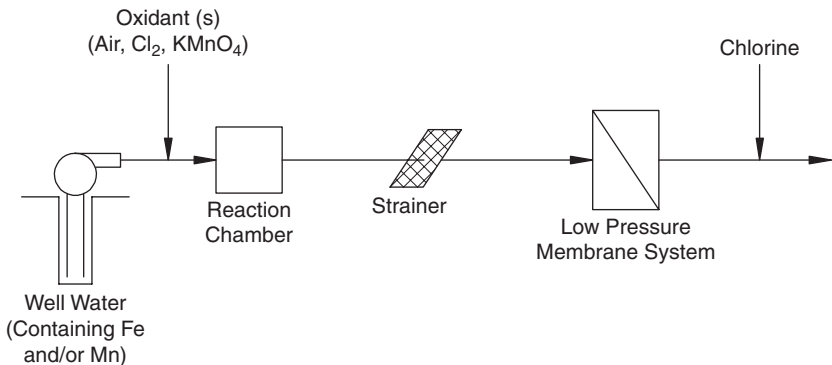 Oxidant (s)
(Air, Cl₂, KMnO₄)
Chlorine
Reaction
Chamber
Strainer
Low Pressure
Membrane System
Well Water
(Containing Fe
and/or Mn)